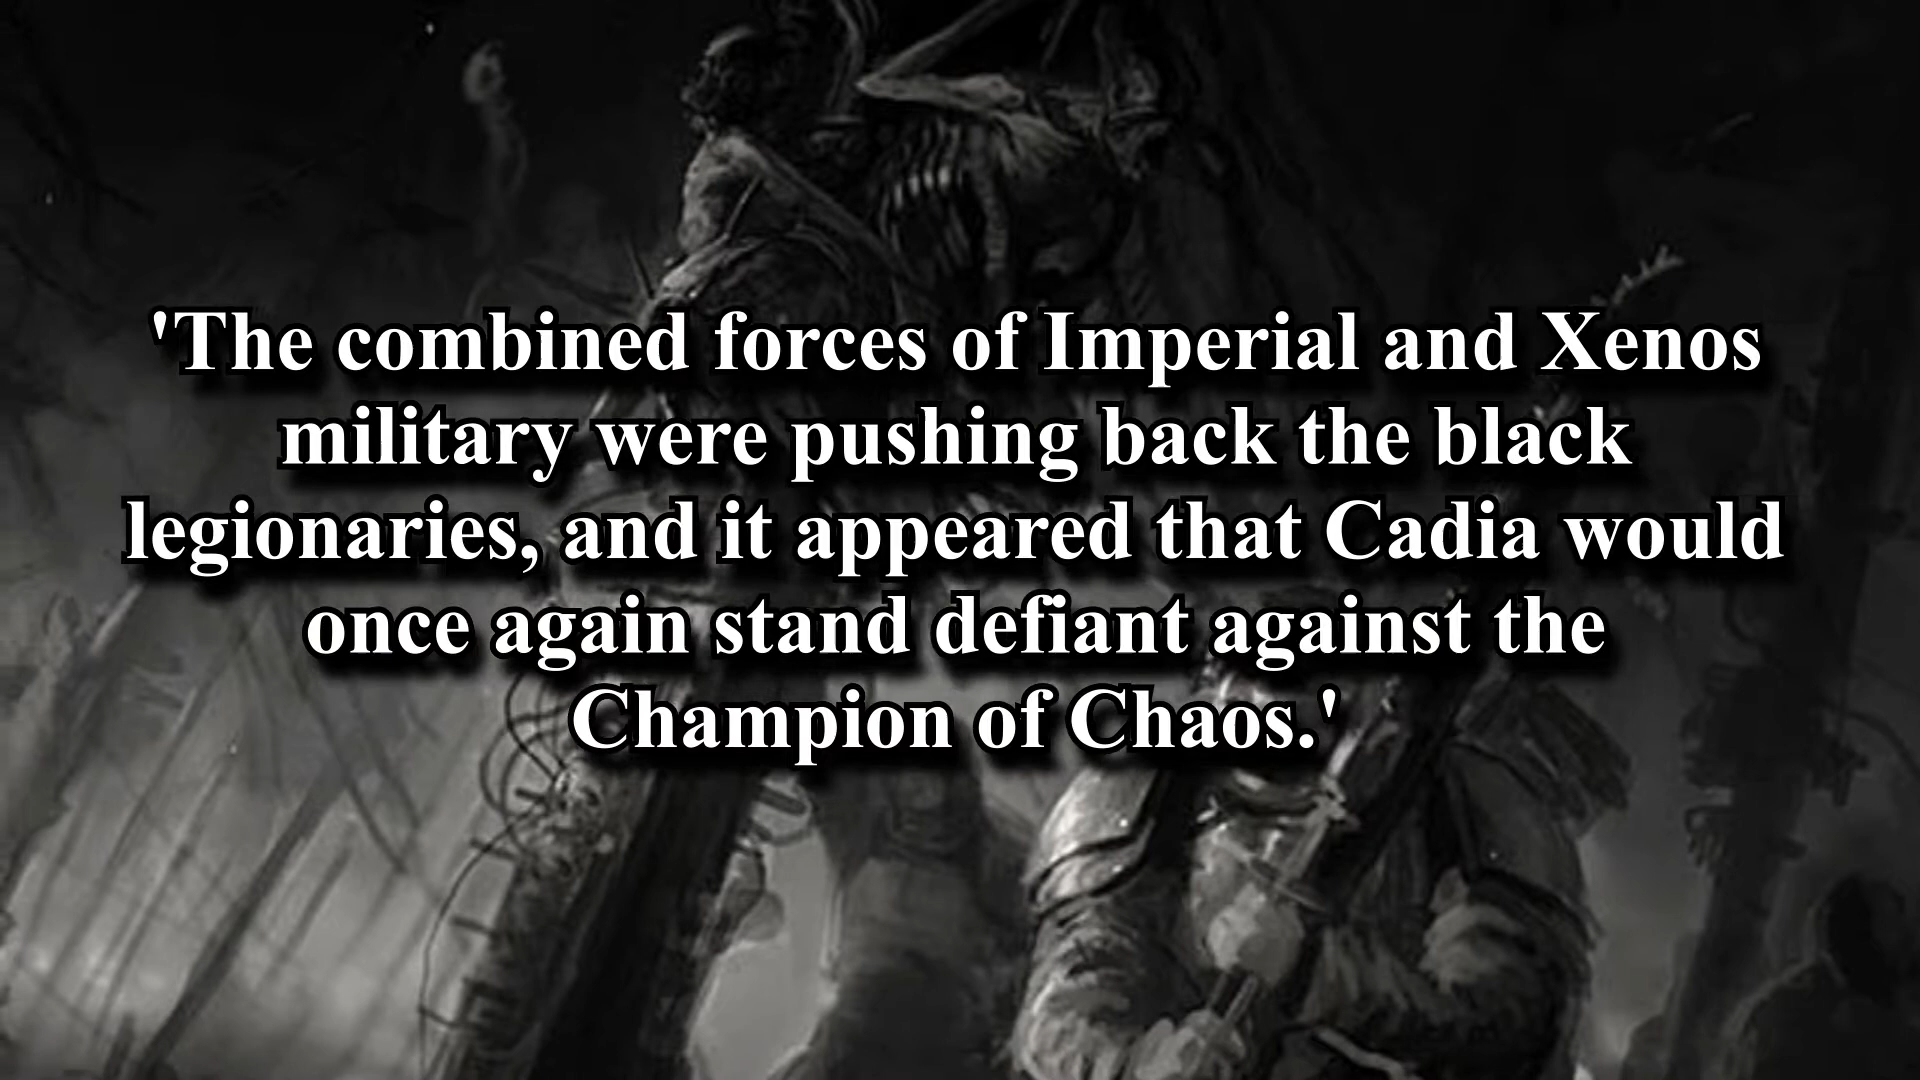 'The combined forces of Imperial and Xenos
military were pushing back the black
legionaries, and it appeared that Cadia would
once again stand defiant against the
Champion of Chaos.'